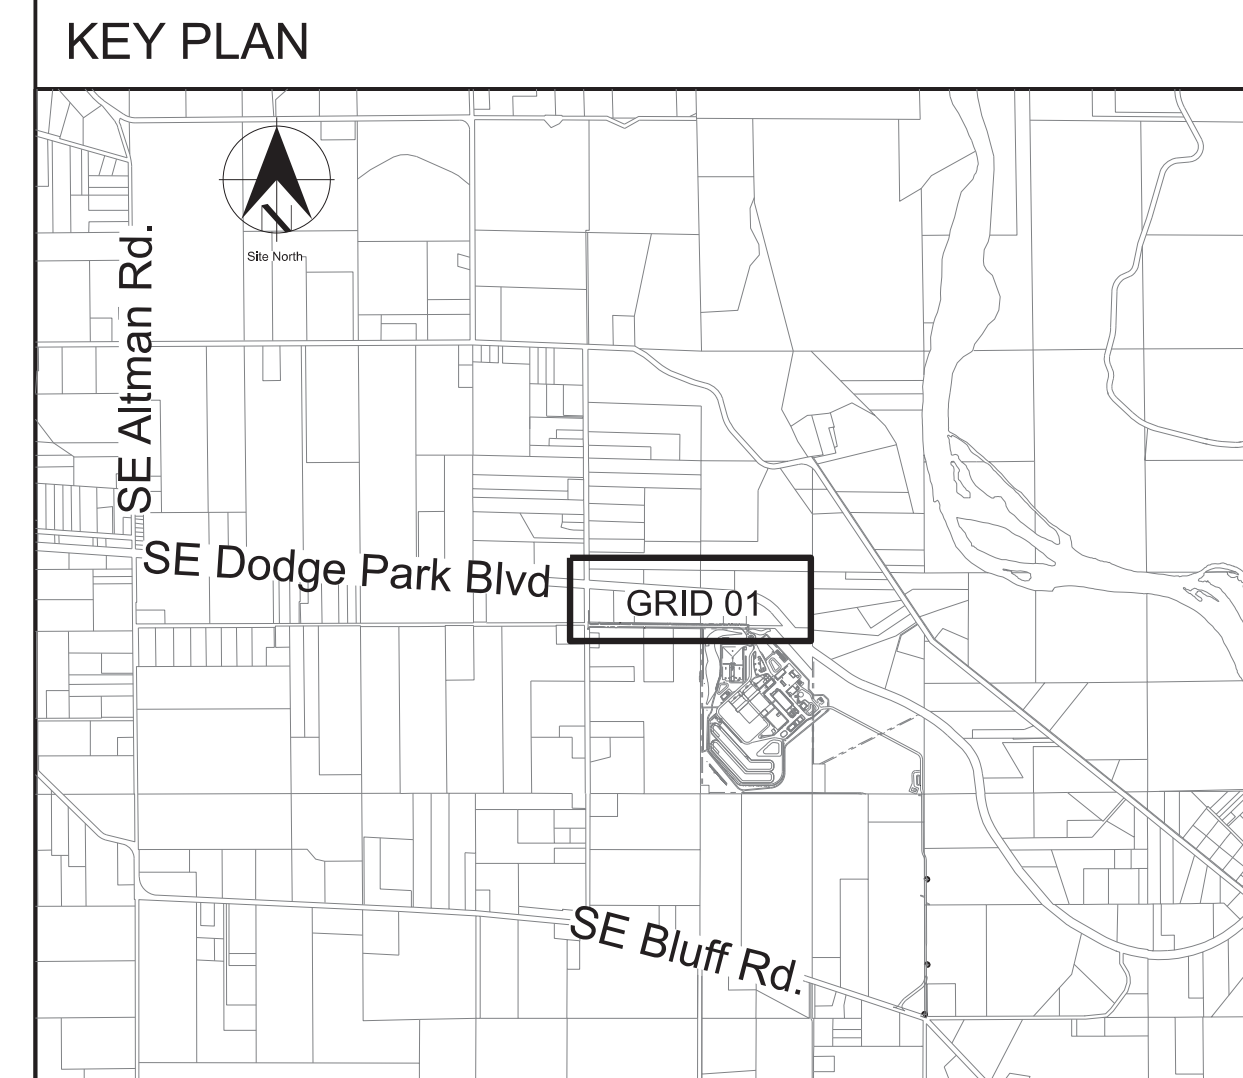 KEY PLAN
Site North
SE Altman Rd.
SE Dodge Park Blvd
GRID 01
SE Bluff Rd.